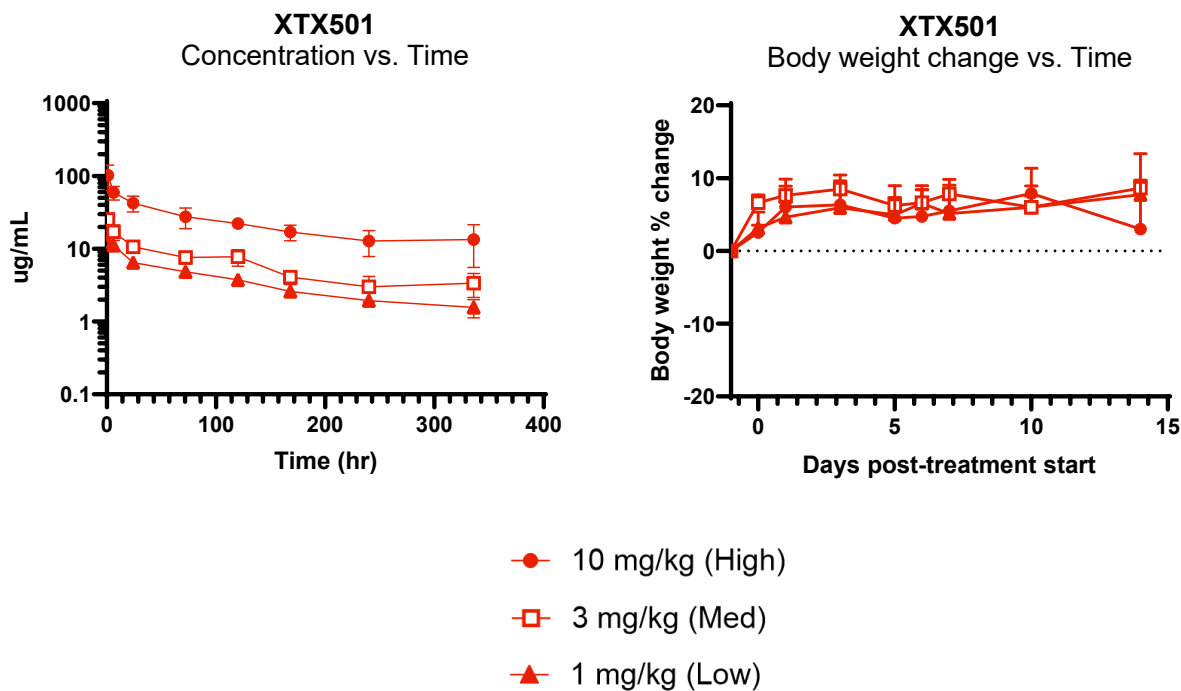 XTX501
Concentration vs. Time
1000
100
10
1
0.1
ug/mL
0
100
200
300
400
Time (hr)
XTX501
Body weight change vs. Time
20
10
0
-10
-20
Body weight % change
0
5
10
15
Days post-treatment start
10 mg/kg (High)
3 mg/kg (Med)
1 mg/kg (Low)